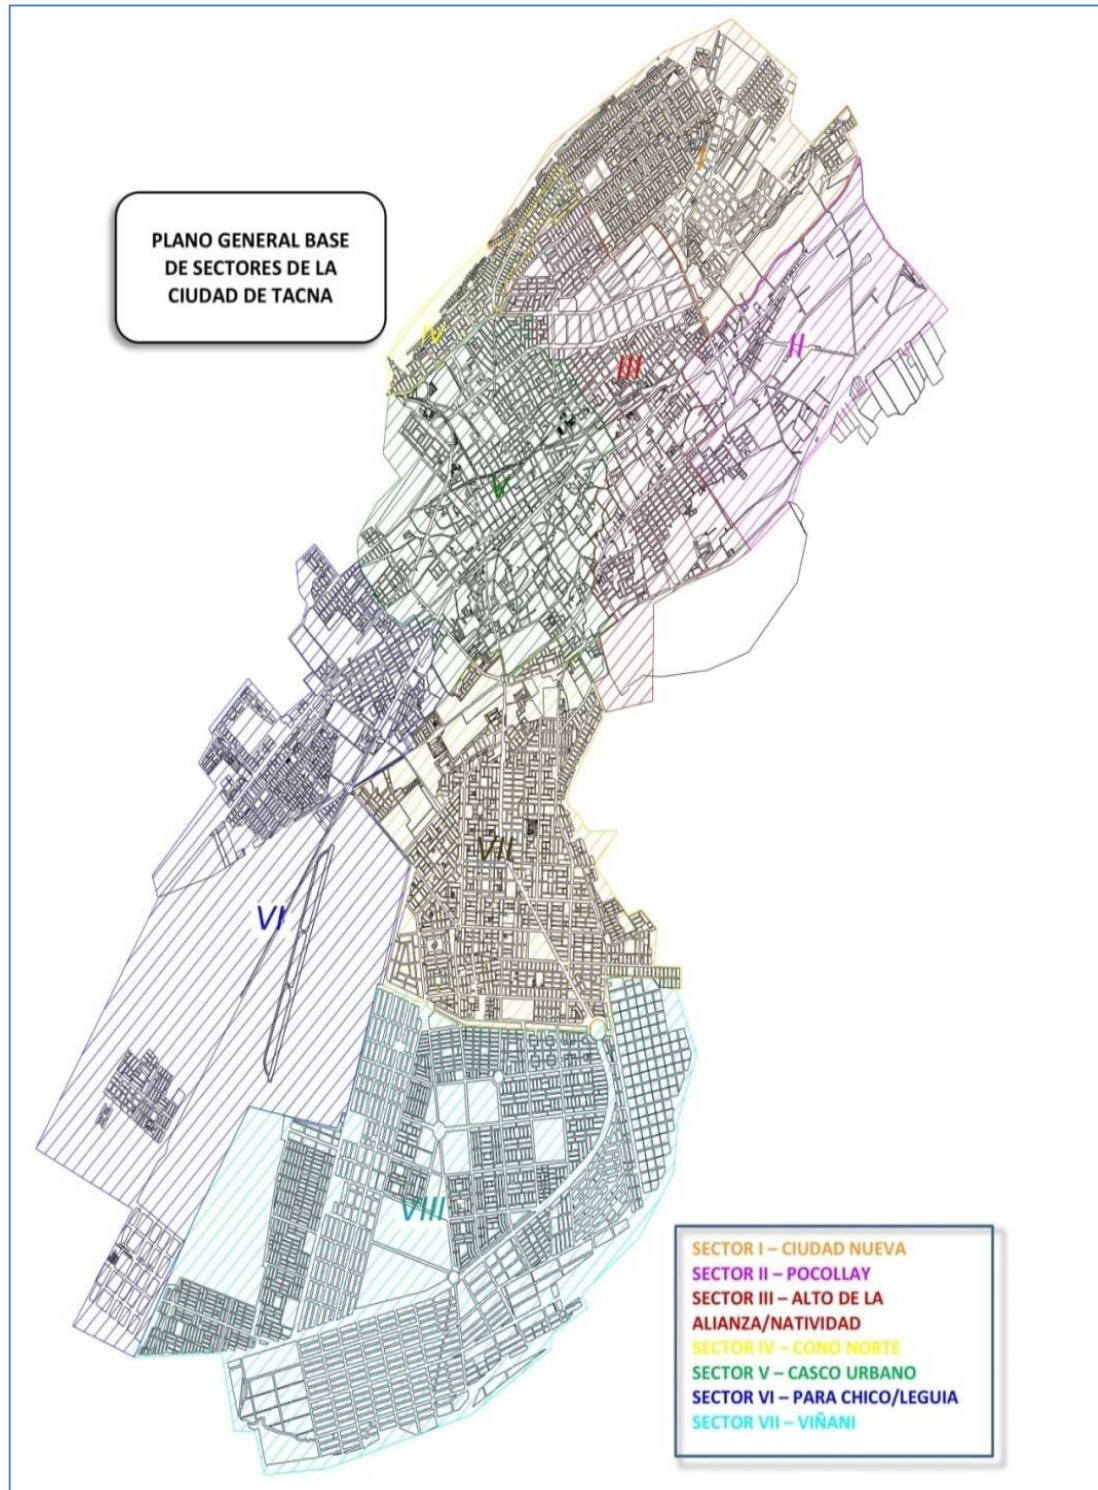 PLANO GENERAL BASE
DE SECTORES DE LA
CIUDAD DE TACNA
I
II
III
IV
V
VI
VII
VIII
SECTOR I – CIUDAD NUEVA
SECTOR II – POCOLLAY
SECTOR III – ALTO DE LA
ALIANZA/NATIVIDAD
SECTOR IV – CONO NORTE
SECTOR V – CASCO URBANO
SECTOR VI – PARA CHICO/LEGUIA
SECTOR VII – VIÑANI